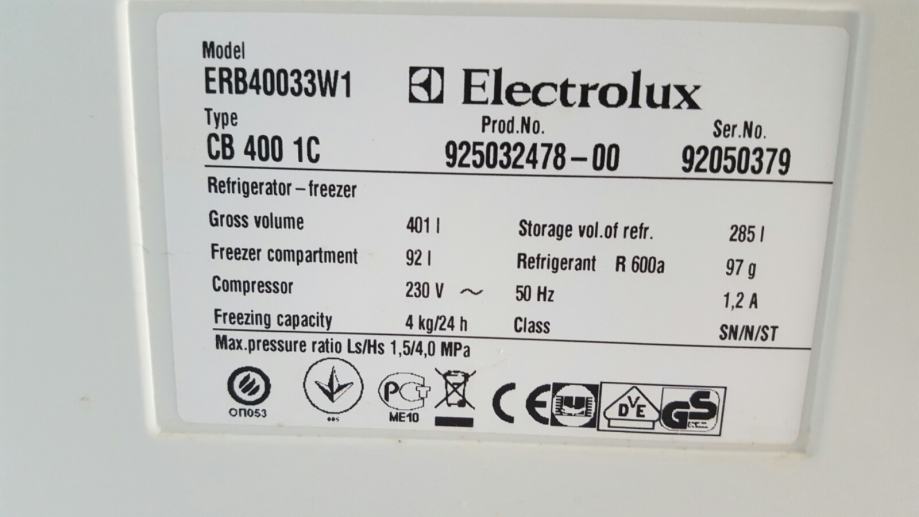 Model
ERB40033W1
Electrolux
Type
Prod.No. Ser.No.
CB 400 1C 925032478-00 92050379
Refrigerator-freezer
Gross volume 401 l Storage vol.of refr. 285 l
Freezer compartment 92 l Refrigerant R 600a 97 g
Compressor 230 V ~ 50 Hz 1,2 A
Freezing capacity 4 kg/24 h Class SN/N/ST
Max.pressure ratio Ls/Hs 1,5/4,0 MPa
ОП053
РСТ
МЕ10
CE
DVE
GS